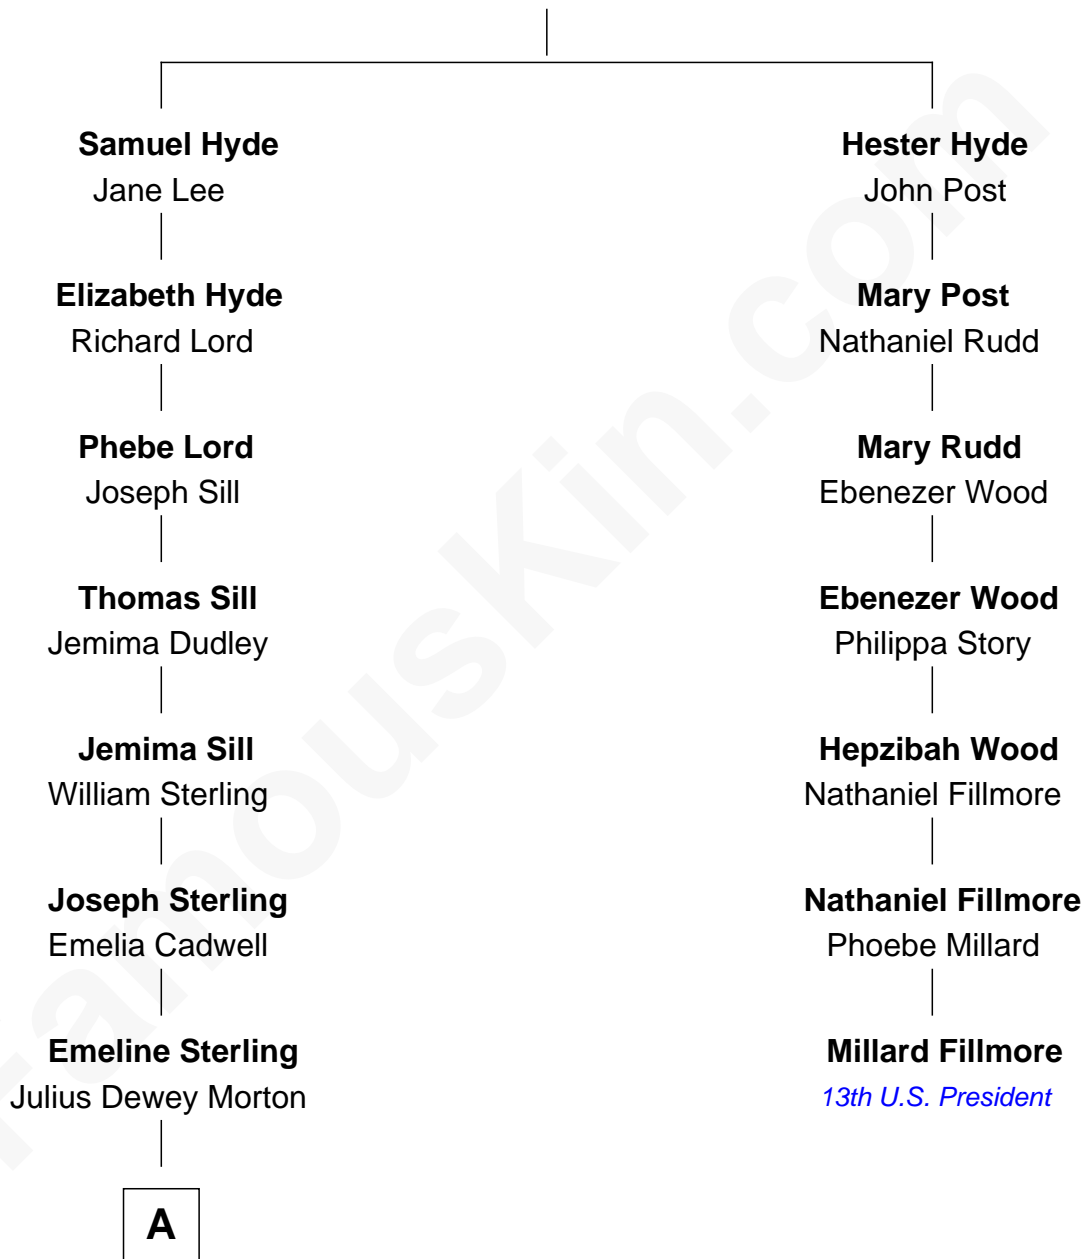 Samuel Hyde
Jane Lee
Hester Hyde
John Post
Elizabeth Hyde
Richard Lord
Mary Post
Nathaniel Rudd
Phebe Lord
Joseph Sill
Mary Rudd
Ebenezer Wood
Thomas Sill
Jemima Dudley
Ebenezer Wood
Philippa Story
Jemima Sill
William Sterling
Hepzibah Wood
Nathaniel Fillmore
Joseph Sterling
Emelia Cadwell
Nathaniel Fillmore
Phoebe Millard
Emeline Sterling
Julius Dewey Morton
Millard Fillmore
13th U.S. President
A
FamousKin.com